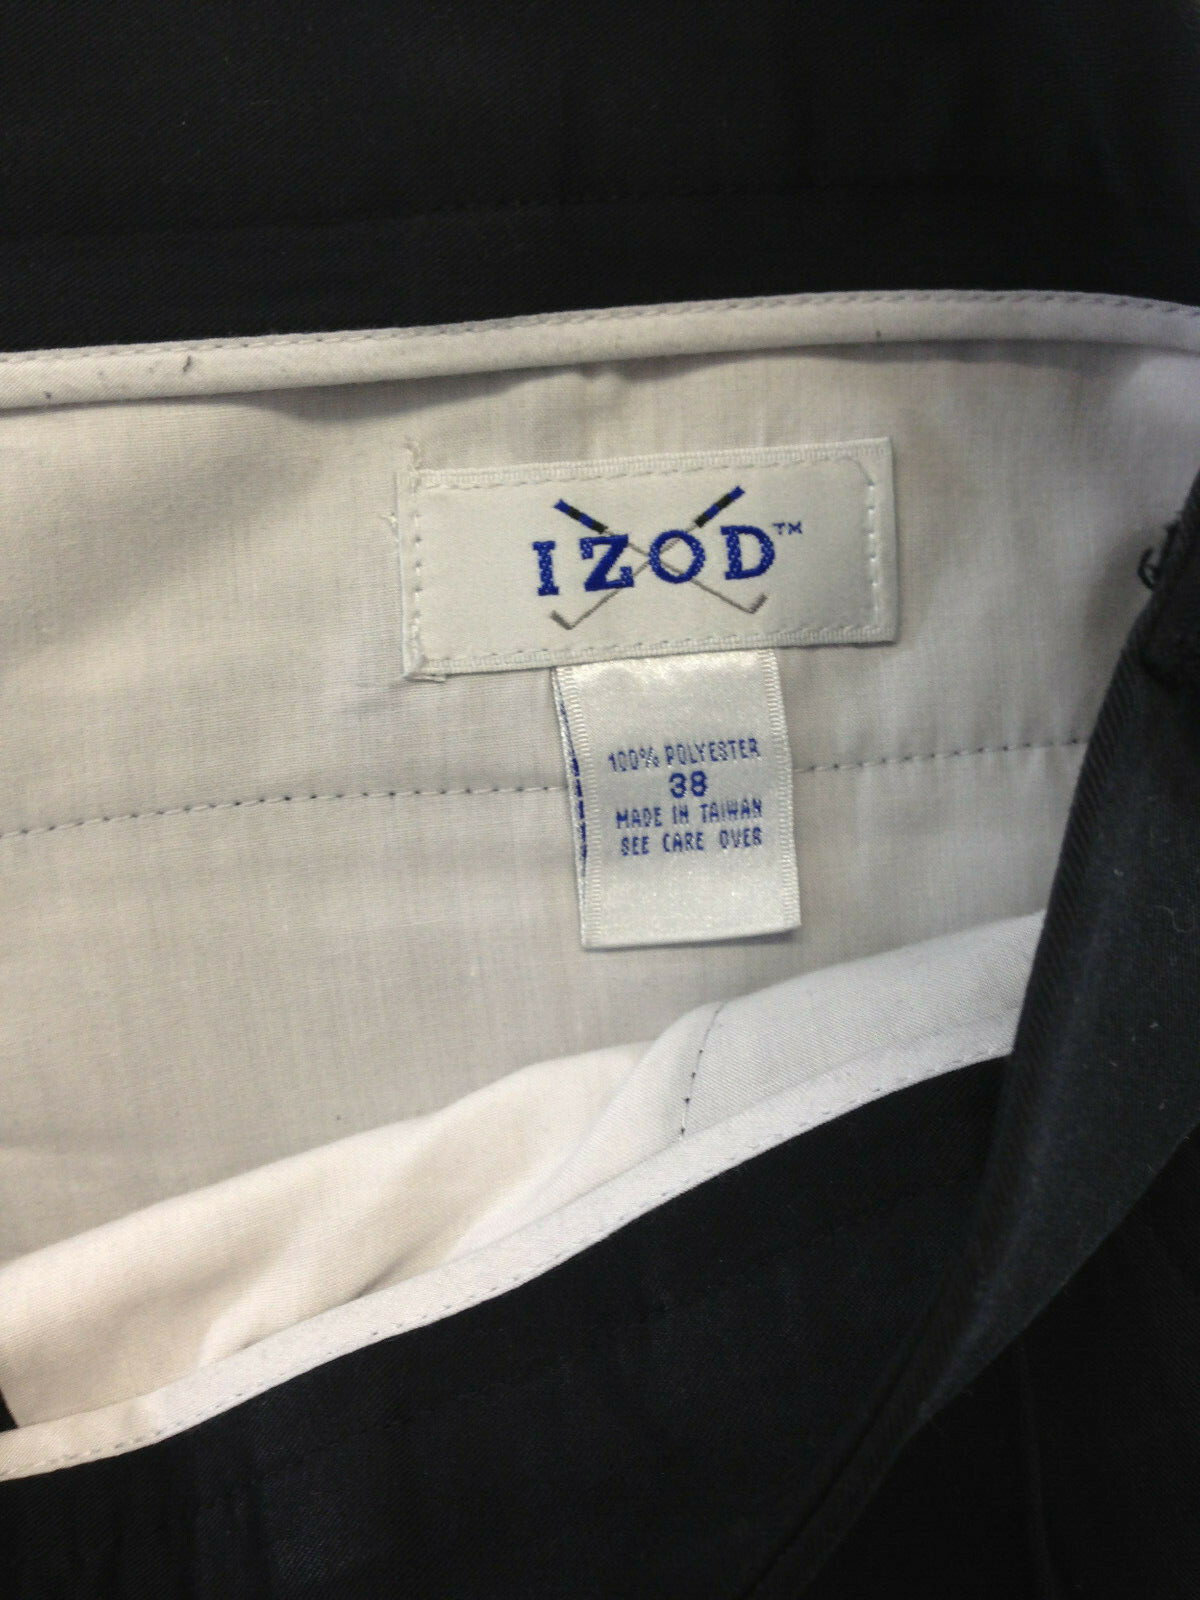 IZOD™
100% POLYESTER
38
MADE IN TAIWAN
SEE CARE OVER